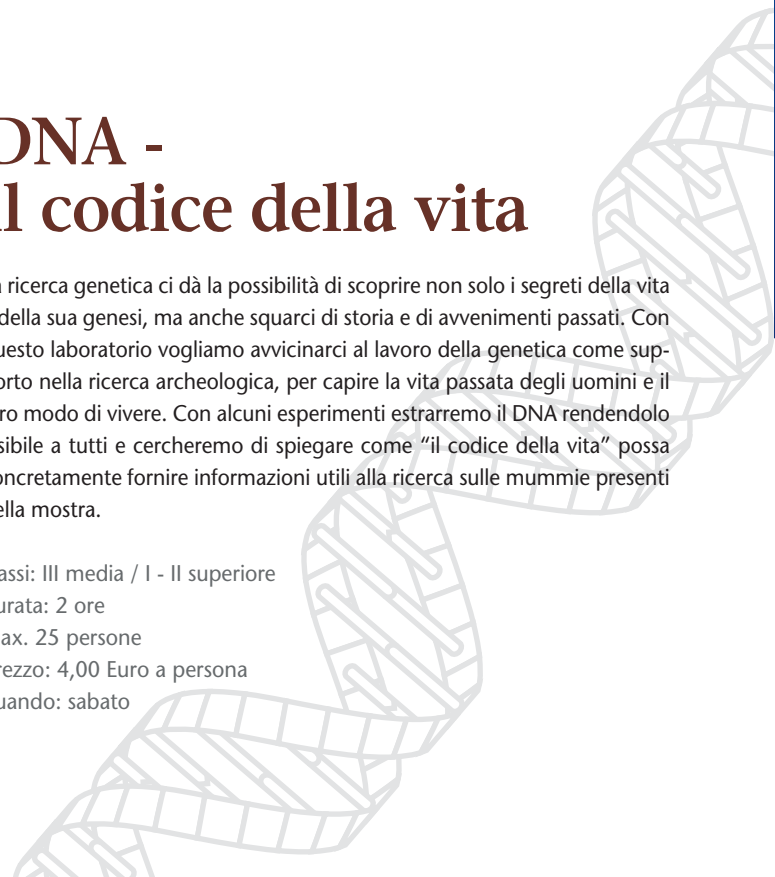 DNA -
il codice della vita
a ricerca genetica ci dà la possibilità di scoprire non solo i segreti della vita
della sua genesi, ma anche squarci di storia e di avvenimenti passati. Con
uesto laboratorio vogliamo avvicinarci al lavoro della genetica come sup-
orto nella ricerca archeologica, per capire la vita passata degli uomini e il
ro modo di vivere. Con alcuni esperimenti estrarremo il DNA rendendolo
sibile a tutti e cercheremo di spiegare come “il codice della vita” possa
oncretamente fornire informazioni utili alla ricerca sulle mummie presenti
ella mostra.
assi: III media / I - II superiore
urata: 2 ore
ax. 25 persone
rezzo: 4,00 Euro a persona
uando: sabato